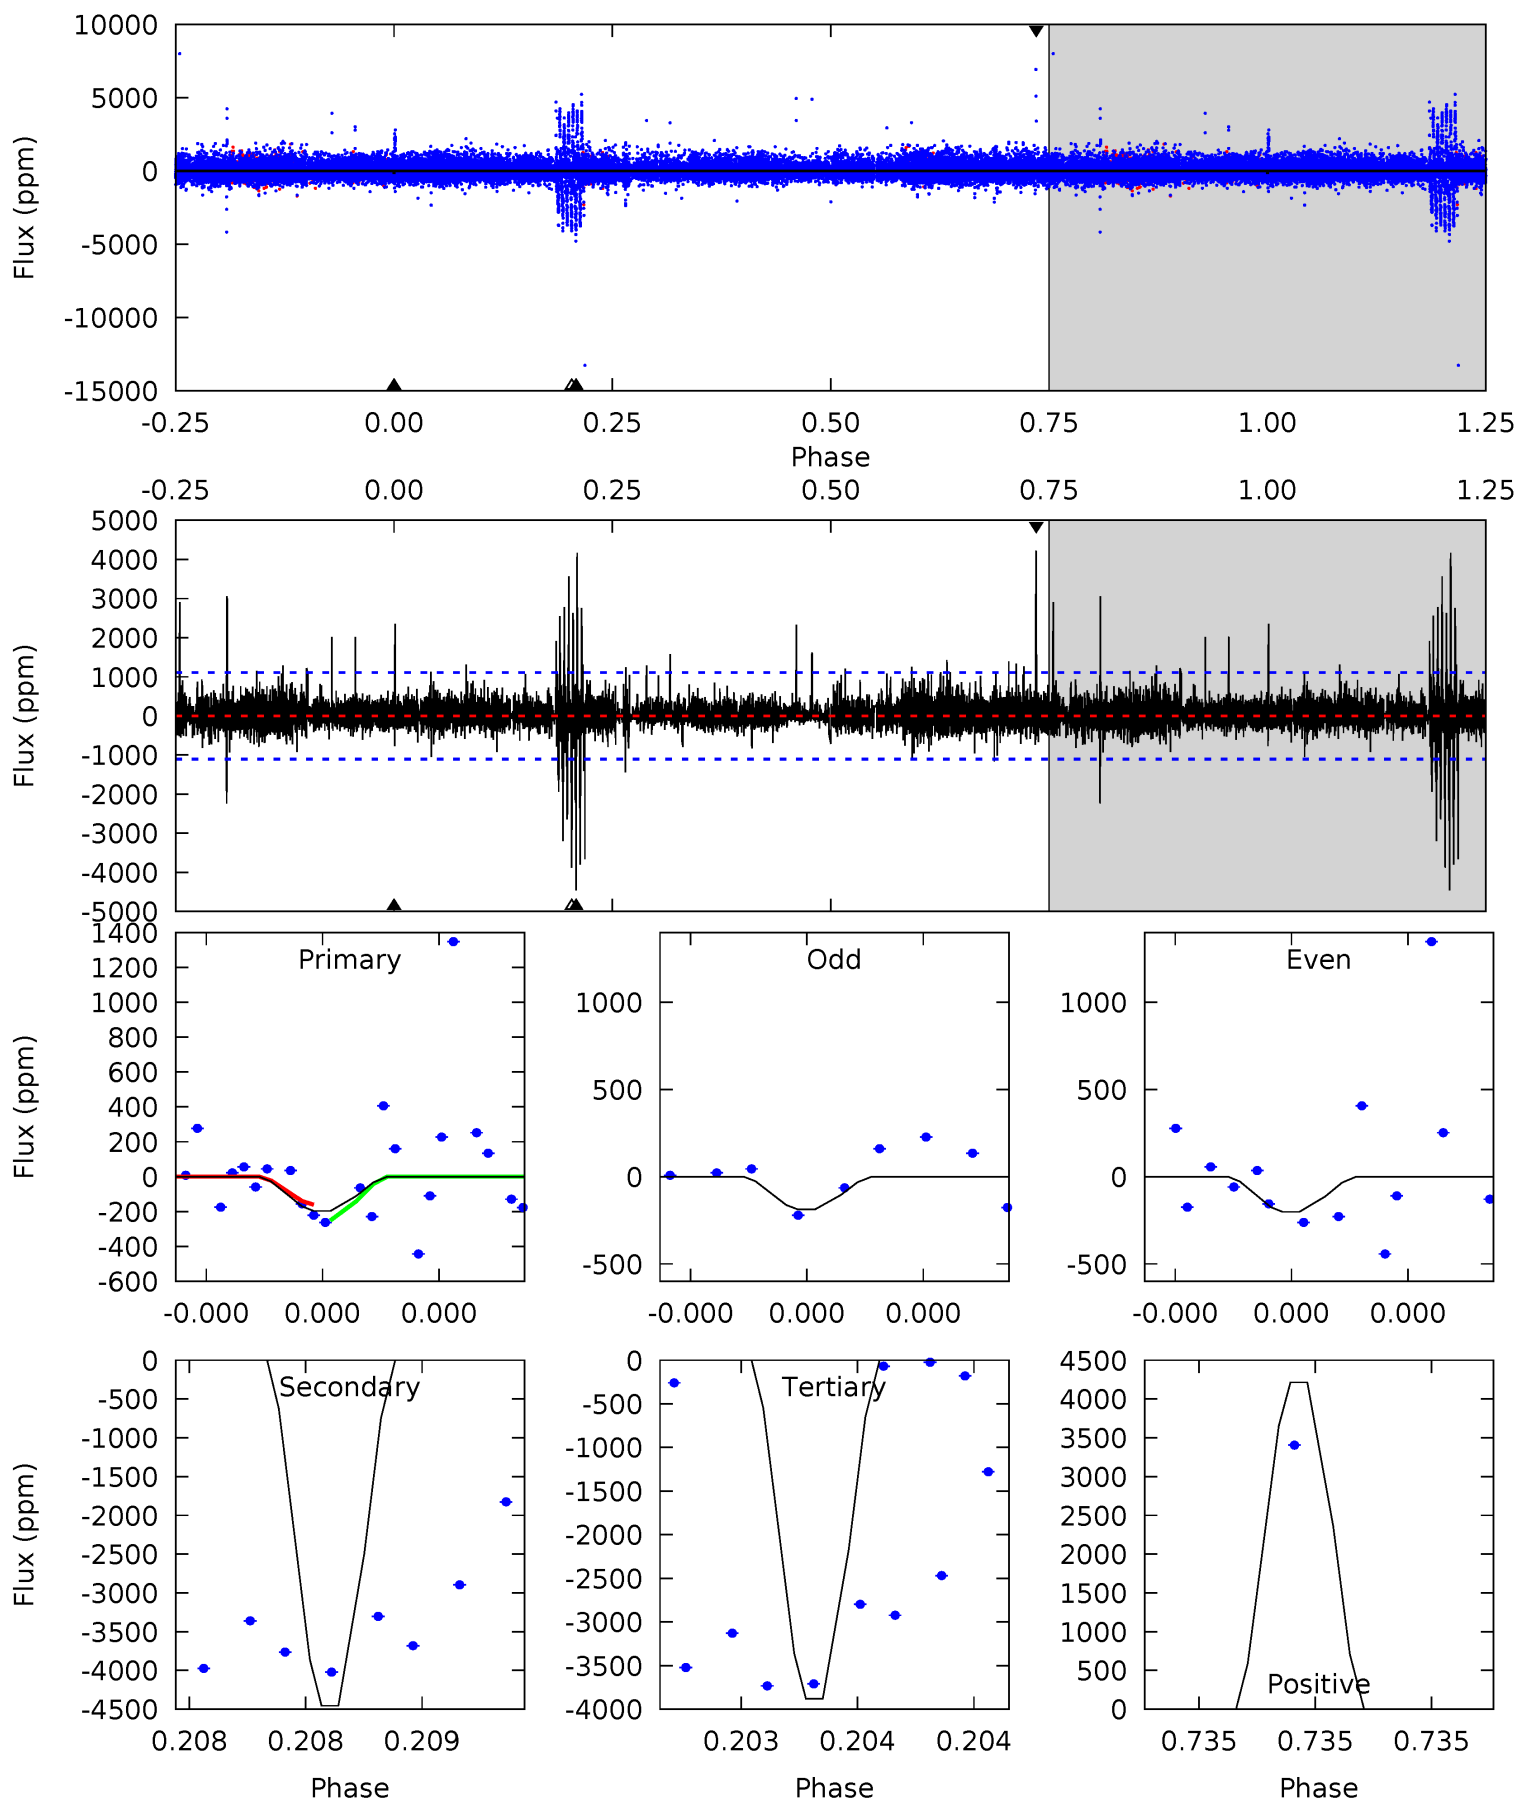 10000
5000
0
-5000
-10000
-15000
Flux (ppm)
-0.25 0.00 0.25 0.50 0.75 1.00 1.25
Phase
-0.25 0.00 0.25 0.50 0.75 1.00 1.25
5000
4000
3000
2000
1000
0
-1000
-2000
-3000
-4000
-5000
Flux (ppm)
1400
1200
1000
800
600
400
200
0
-200
-400
-600
Flux (ppm)
Primary
-0.000 0.000 0.000
1000
500
0
-500
Odd
-0.000 0.000 0.000
1000
500
0
-500
Even
-0.000 0.000 0.000
0
-500
-1000
-1500
-2000
-2500
-3000
-3500
-4000
-4500
Flux (ppm)
Secondary
0.208 0.208 0.209
Phase
0
-500
-1000
-1500
-2000
-2500
-3000
-3500
-4000
Tertiary
0.203 0.204 0.204
Phase
4500
4000
3500
3000
2500
2000
1500
1000
500
0
Positive
0.735 0.735 0.735
Phase